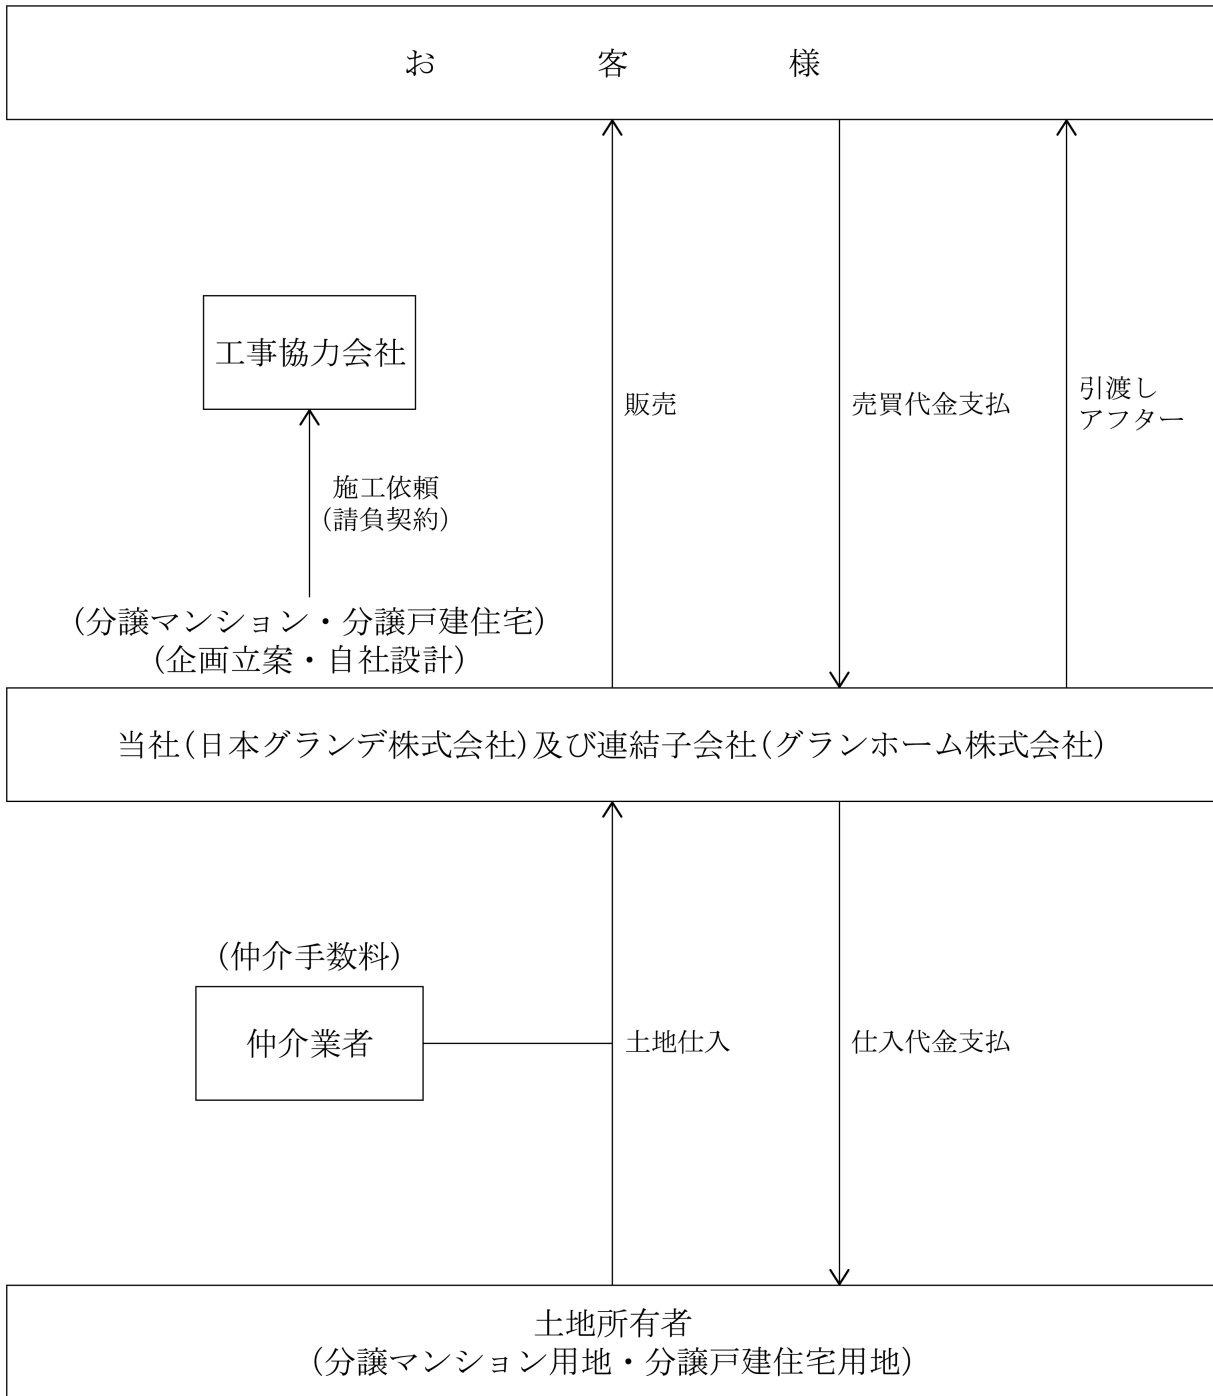 お客様
工事協力会社
販売
売買代金支払
引渡し
アフター
施工依頼
(請負契約)
(分譲マンション・分譲戸建住宅)
(企画立案・自社設計)
当社(日本グランデ株式会社)及び連結子会社(グランホーム株式会社)
(仲介手数料)
仲介業者
土地仕入
仕入代金支払
土地所有者
(分譲マンション用地・分譲戸建住宅用地)